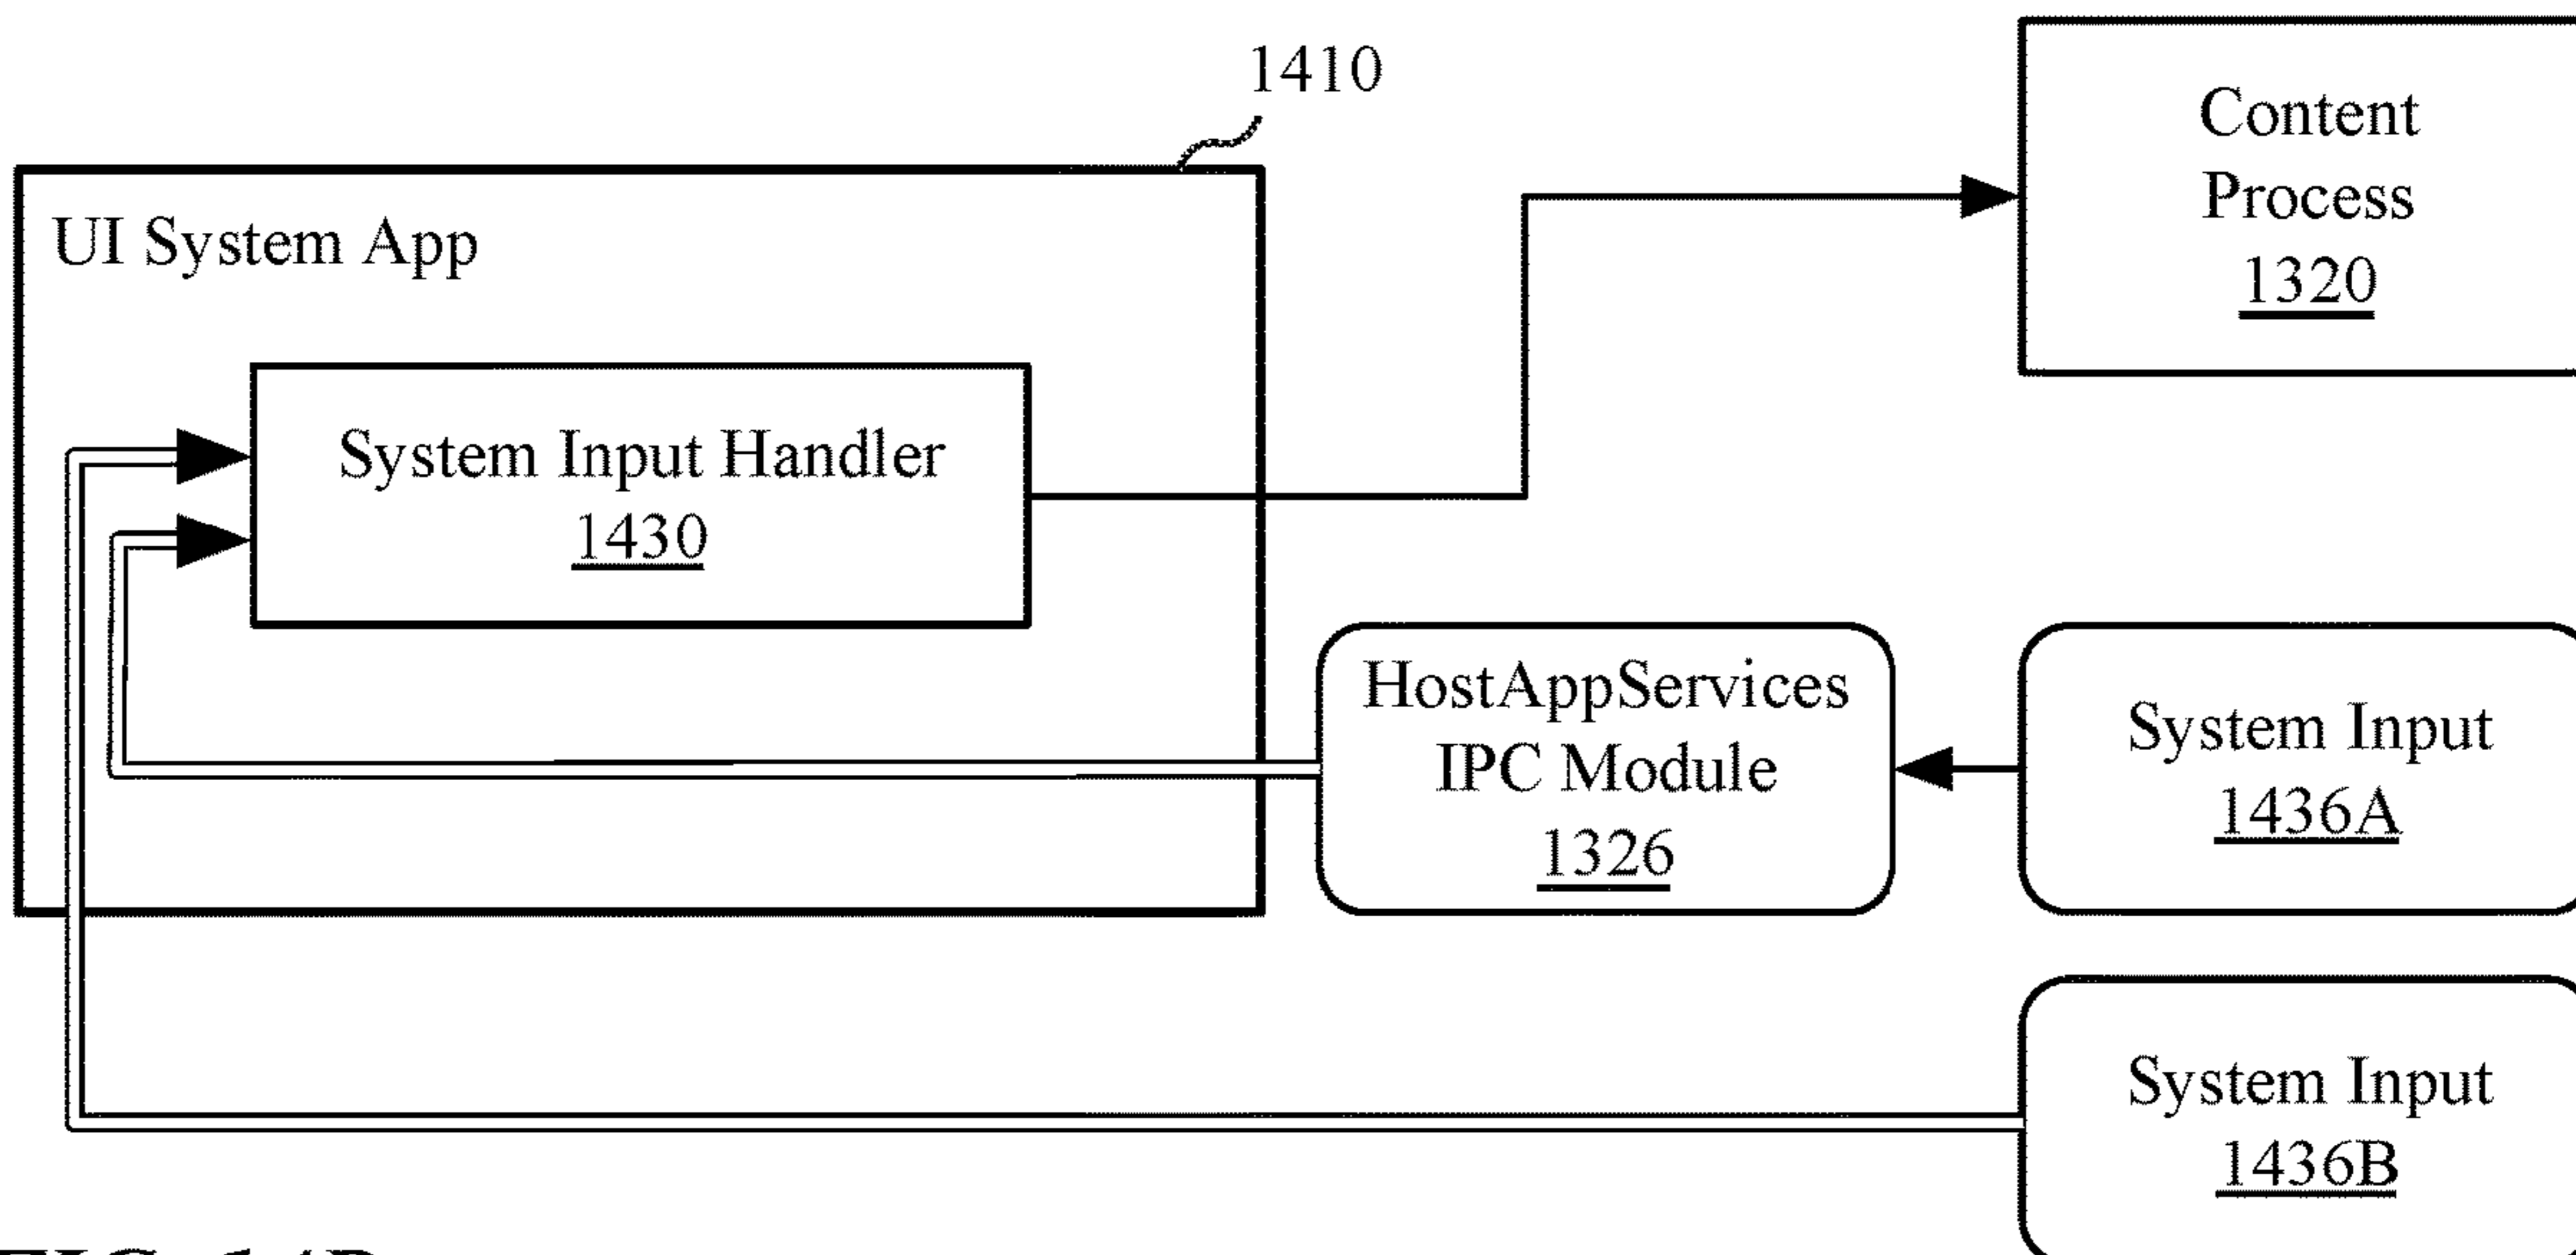 1410
Content
Process
1320
UI System App
System Input Handler
1430
HostAppServices
IPC Module
1326
System Input
1436A
System Input
1436B